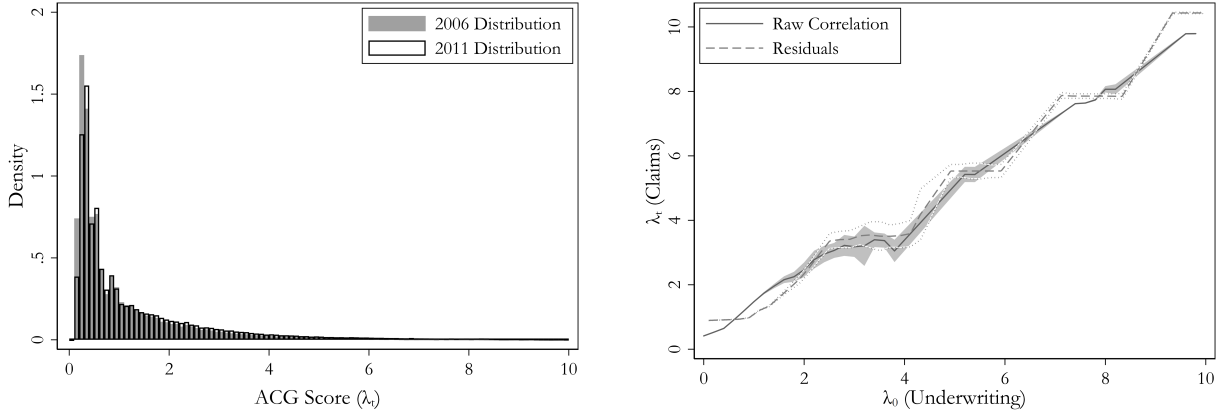 2006 Distribution
2011 Distribution
Density
0
.5
1
1.5
2
0 2 4 6 8 10
ACG Score (λₜ)
Raw Correlation
Residuals
λₜ (Claims)
0
2
4
6
8
10
0 2 4 6 8 10
λ₀ (Underwriting)